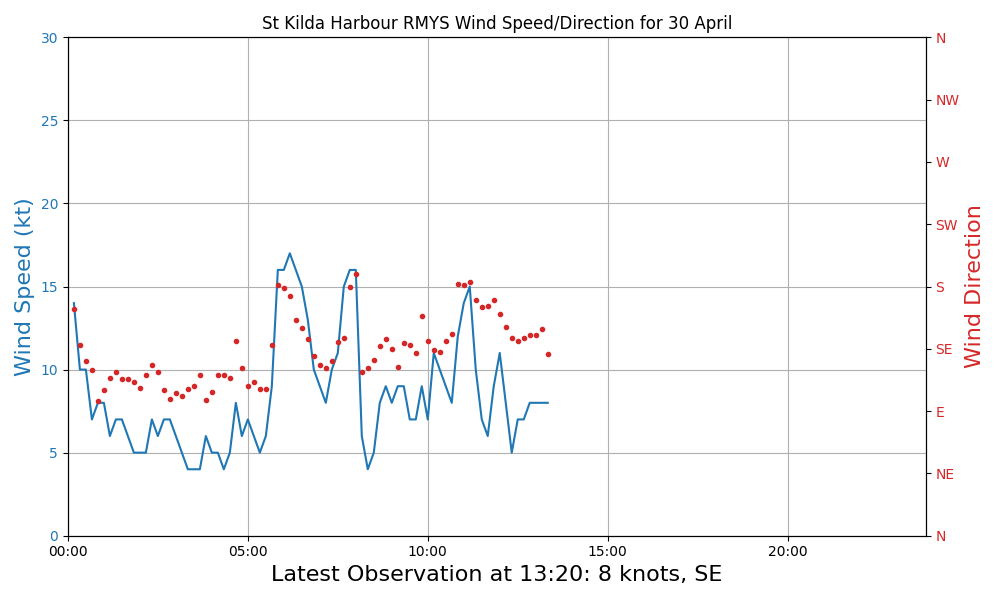 St Kilda Harbour RMYS Wind Speed/Direction for 30 April
30
25
20
15
10
5
0
Wind Speed (kt)
N
NW
W
SW
S
SE
E
NE
N
Wind Direction
00:00 05:00 10:00 15:00 20:00
Latest Observation at 13:20: 8 knots, SE